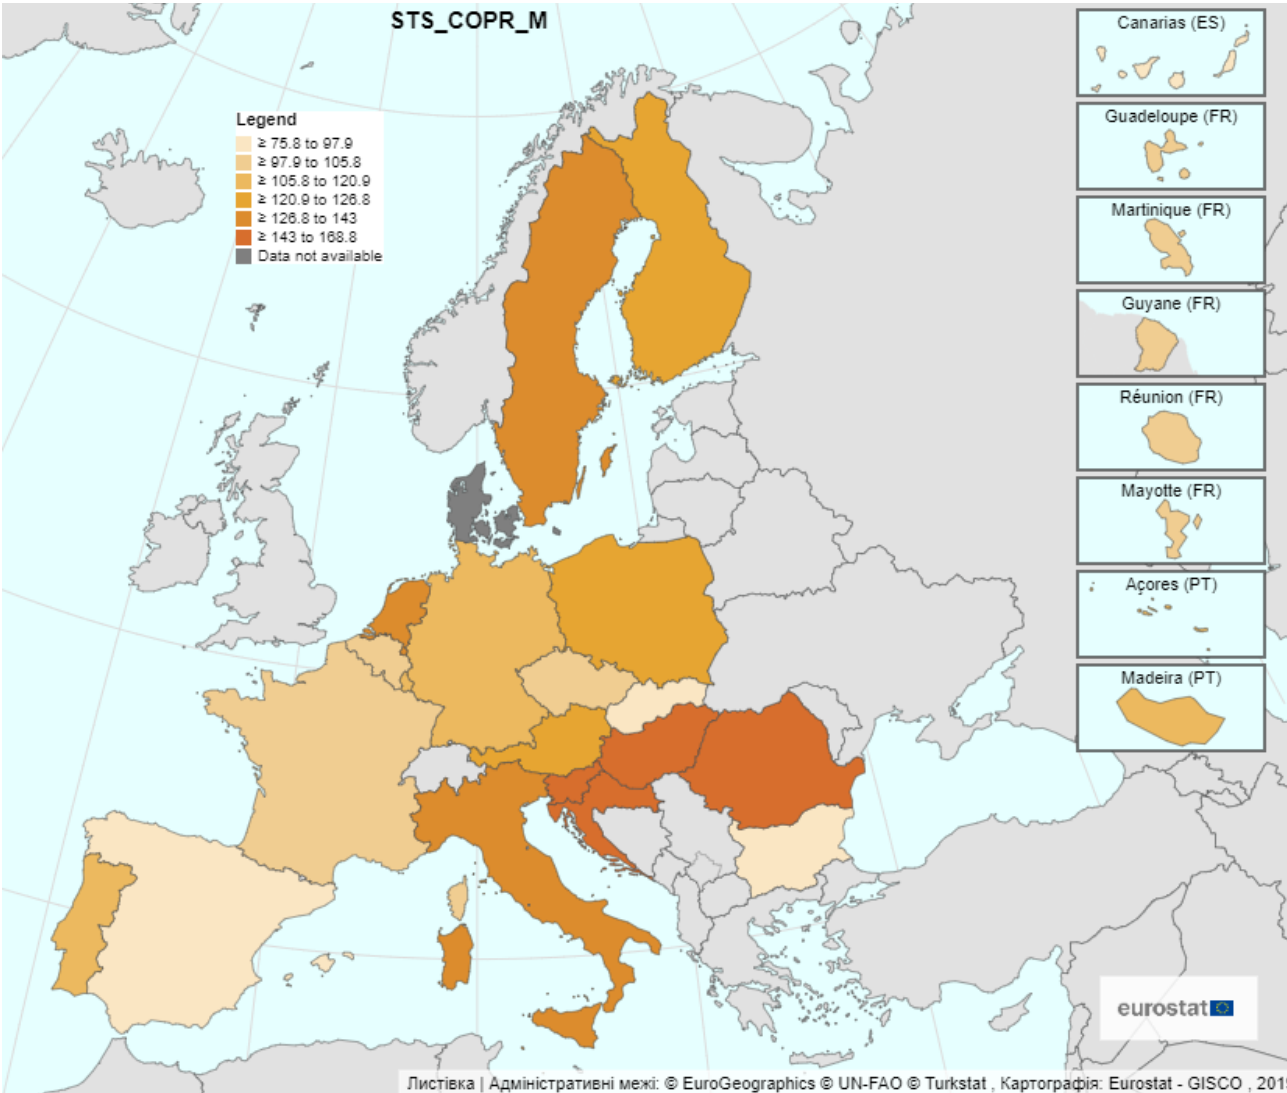 STS_COPR_M
Legend
≥ 75.8 to 97.9
≥ 97.9 to 105.8
≥ 105.8 to 120.9
≥ 120.9 to 126.8
≥ 126.8 to 143
≥ 143 to 168.8
Data not available
Canarias (ES)
Guadeloupe (FR)
Martinique (FR)
Guyane (FR)
Réunion (FR)
Mayotte (FR)
Açores (PT)
Madeira (PT)
eurostat
Листівка | Адміністративні межі: © EuroGeographics © UN-FAO © Turkstat , Картографія: Eurostat - GISCO ,